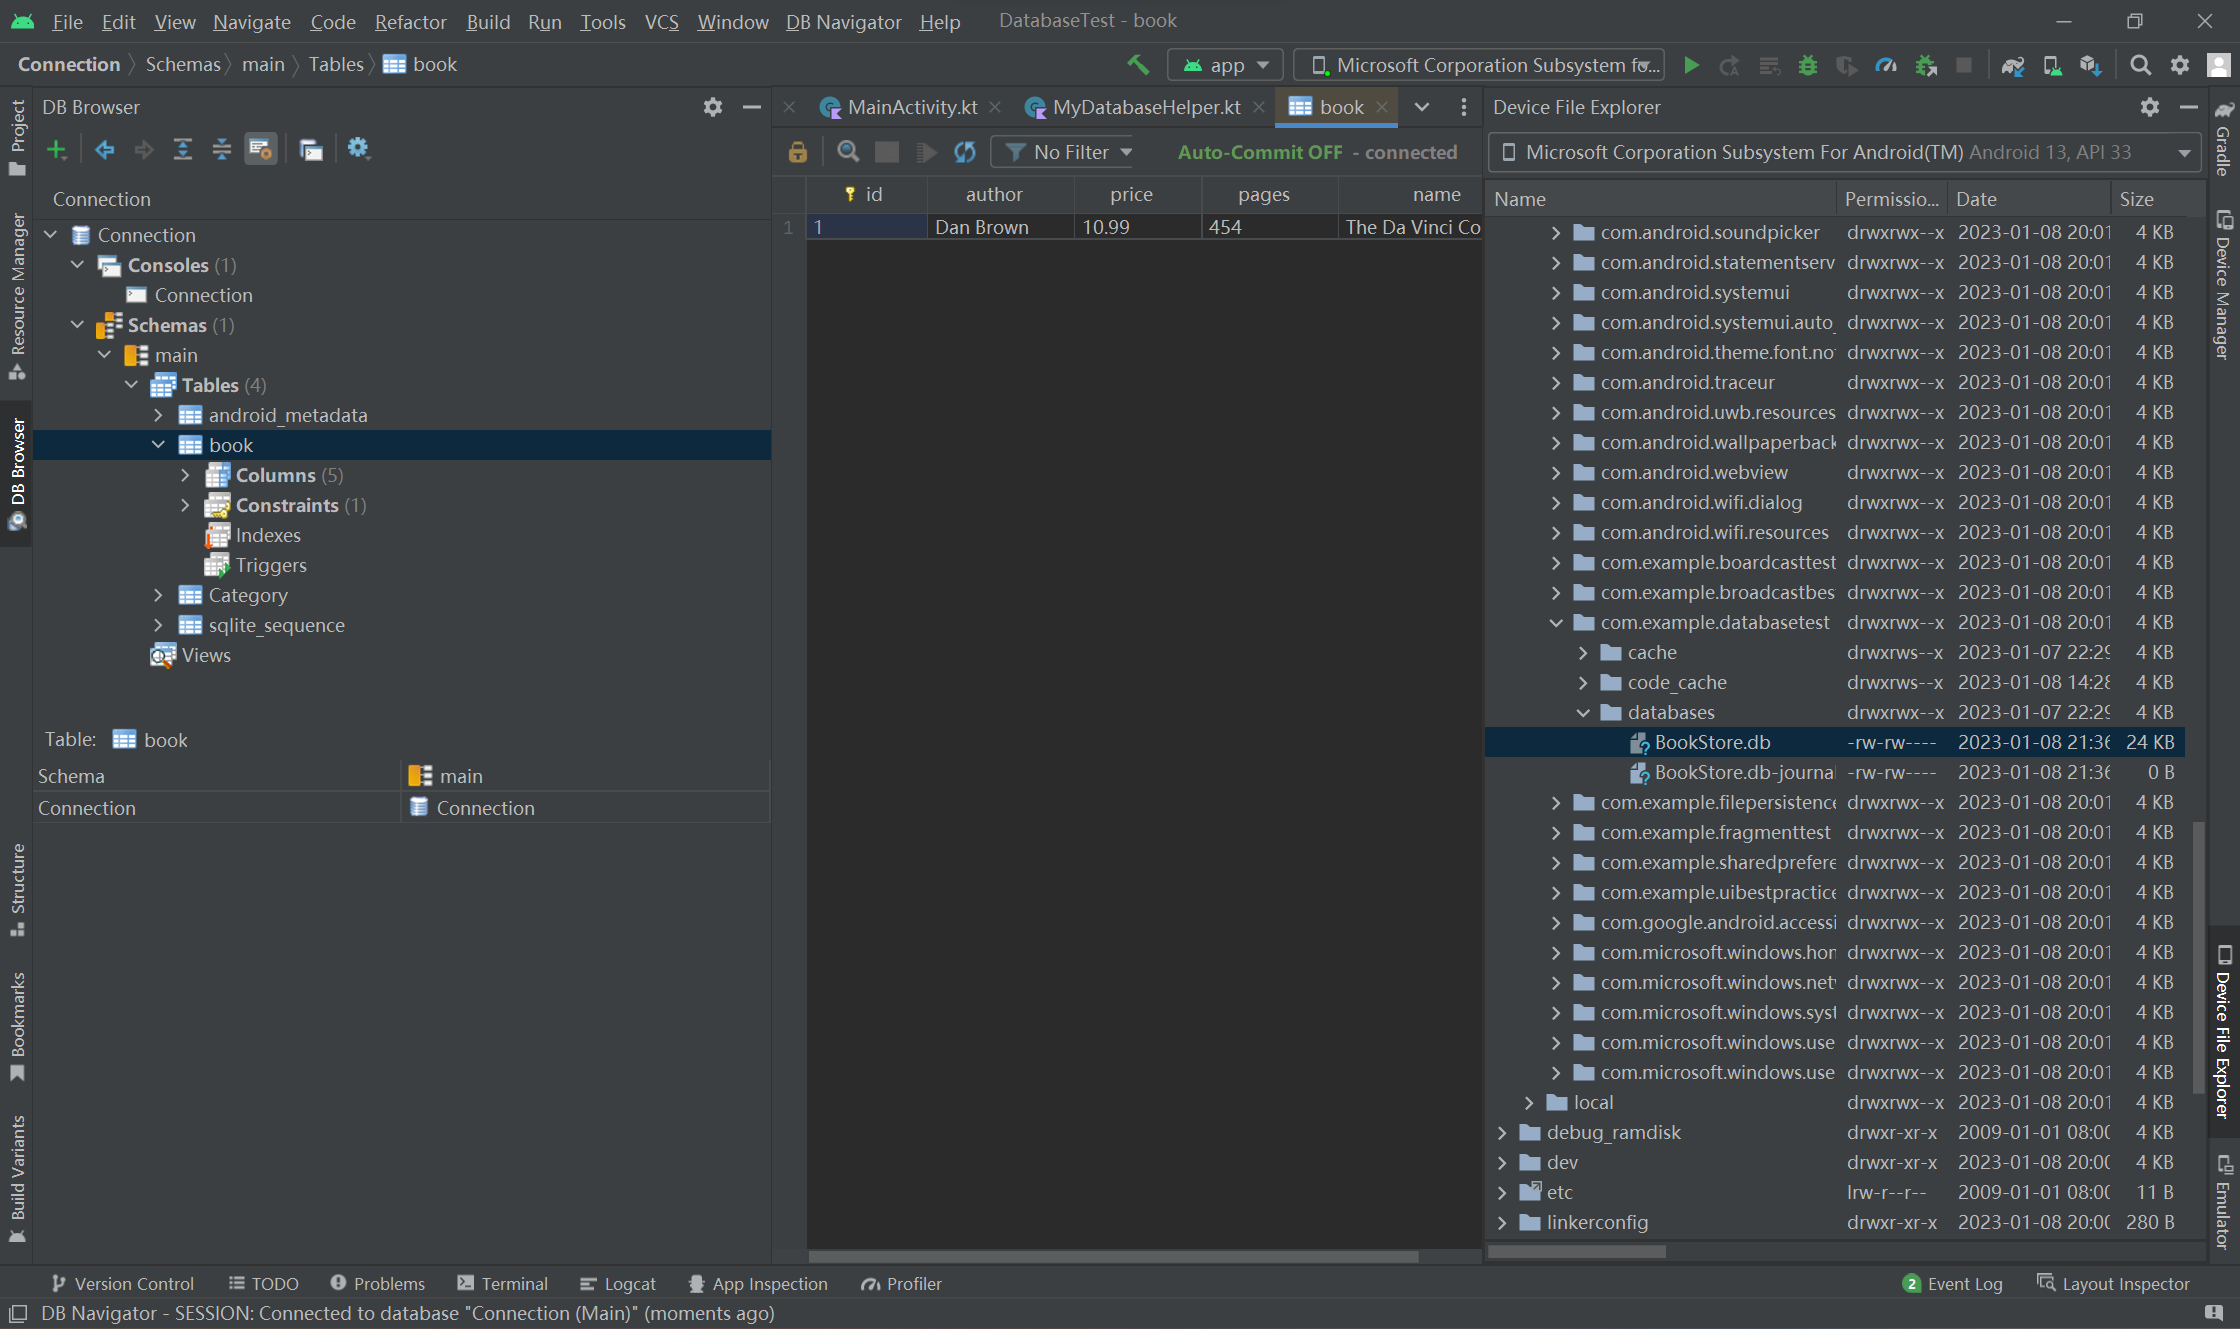 File Edit View Navigate Code Refactor Build Run Tools VCS Window DB Navigator Help DatabaseTest - book
Connection Schemas main Tables book app Microsoft Corporation Subsystem fo...
DB Browser
Connection
Connection
Consoles (1)
Connection
Schemas (1)
main
Tables (4)
android_metadata
book
Columns (5)
Constraints (1)
Indexes
Triggers
Category
sqlite_sequence
Views
Table: book
Schema main
Connection Connection
MainActivity.kt MyDatabaseHelper.kt book
No Filter Auto-Commit OFF - connected
id author price pages name
1 1 Dan Brown 10.99 454 The Da Vinci Co
Device File Explorer
Microsoft Corporation Subsystem For Android(TM) Android 13, API 33
Name Permissio... Date Size
com.android.soundpicker drwxrwx--x 2023-01-08 20:01 4 KB
com.android.statementserv drwxrwx--x 2023-01-08 20:01 4 KB
com.android.systemui drwxrwx--x 2023-01-08 20:01 4 KB
com.android.systemui.auto_ drwxrwx--x 2023-01-08 20:01 4 KB
com.android.theme.font.no drwxrwx--x 2023-01-08 20:01 4 KB
com.android.traceur drwxrwx--x 2023-01-08 20:01 4 KB
com.android.uwb.resources drwxrwx--x 2023-01-08 20:01 4 KB
com.android.wallpaperback drwxrwx--x 2023-01-08 20:01 4 KB
com.android.webview drwxrwx--x 2023-01-08 20:01 4 KB
com.android.wifi.dialog drwxrwx--x 2023-01-08 20:01 4 KB
com.android.wifi.resources drwxrwx--x 2023-01-08 20:01 4 KB
com.example.boardcasttest drwxrwx--x 2023-01-08 20:01 4 KB
com.example.broadcastbes drwxrwx--x 2023-01-08 20:01 4 KB
com.example.databasetest drwxrwx--x 2023-01-08 20:01 4 KB
cache drwxrws--x 2023-01-07 22:29 4 KB
code_cache drwxrws--x 2023-01-08 14:28 4 KB
databases drwxrwx--x 2023-01-07 22:29 4 KB
BookStore.db -rw-rw---- 2023-01-08 21:36 24 KB
BookStore.db-journal -rw-rw---- 2023-01-08 21:36 0 B
com.example.filepersistence drwxrwx--x 2023-01-08 20:01 4 KB
com.example.fragmenttest drwxrwx--x 2023-01-08 20:01 4 KB
com.example.sharedprefere drwxrwx--x 2023-01-08 20:01 4 KB
com.example.uibestpractice drwxrwx--x 2023-01-08 20:01 4 KB
com.google.android.accessi drwxrwx--x 2023-01-08 20:01 4 KB
com.microsoft.windows.hon drwxrwx--x 2023-01-08 20:01 4 KB
com.microsoft.windows.net drwxrwx--x 2023-01-08 20:01 4 KB
com.microsoft.windows.syst drwxrwx--x 2023-01-08 20:01 4 KB
com.microsoft.windows.use drwxrwx--x 2023-01-08 20:01 4 KB
com.microsoft.windows.use drwxrwx--x 2023-01-08 20:01 4 KB
local drwxrwx--x 2023-01-08 20:01 4 KB
debug_ramdisk drwxr-xr-x 2009-01-01 08:00 4 KB
dev drwxr-xr-x 2023-01-08 20:00 4 KB
etc lrw-r--r-- 2009-01-01 08:00 11 B
linkerconfig drwxr-xr-x 2023-01-08 20:00 280 B
Project
Resource Manager
DB Browser
Structure
Bookmarks
Build Variants
Gradle
Device Manager
Device File Explorer
Emulator
Version Control TODO Problems Terminal Logcat App Inspection Profiler 2 Event Log Layout Inspector
DB Navigator - SESSION: Connected to database "Connection (Main)" (moments ago)